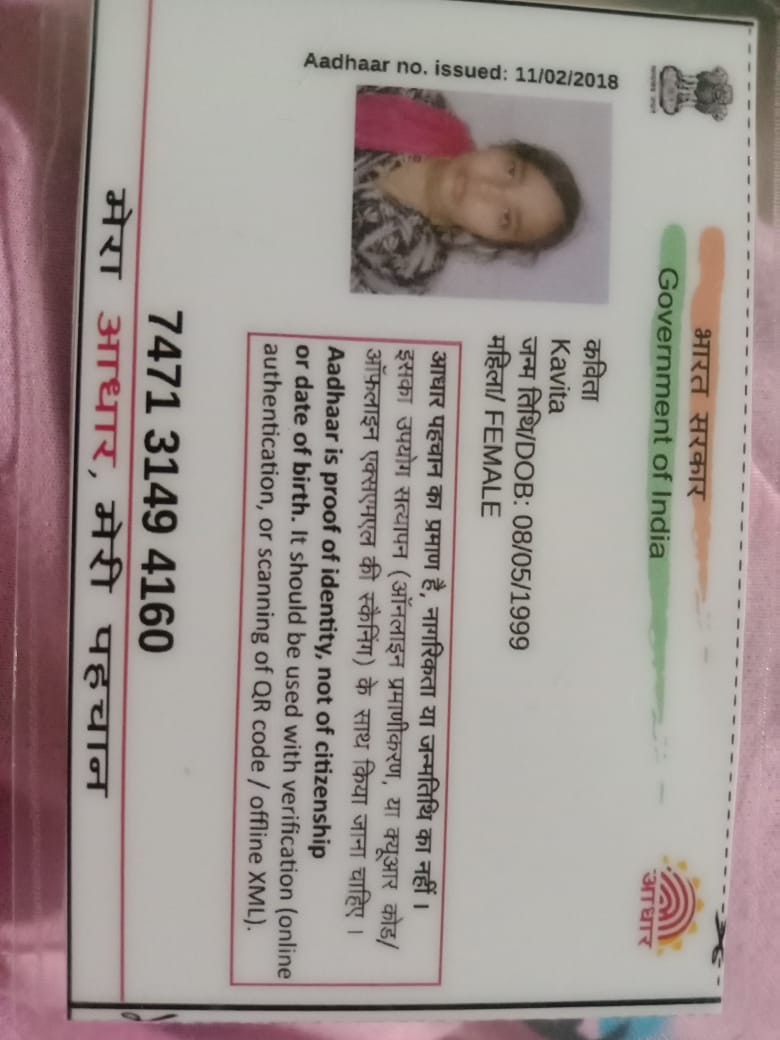 भारत सरकार
Government of India
आधार
Aadhaar no. issued: 11/02/2018
कविता
Kavita
जन्म तिथि/DOB: 08/05/1999
महिला/ FEMALE
आधार पहचान का प्रमाण है, नागरिकता या जन्मतिथि का नहीं ।
इसका उपयोग सत्यापन (ऑनलाइन प्रमाणीकरण, या क्यूआर कोड/
ऑफलाइन एक्सएमएल की स्कैनिंग) के साथ किया जाना चाहिए ।
Aadhaar is proof of identity, not of citizenship
or date of birth. It should be used with verification (online
authentication, or scanning of QR code / offline XML).
7471 3149 4160
मेरा आधार, मेरी पहचान